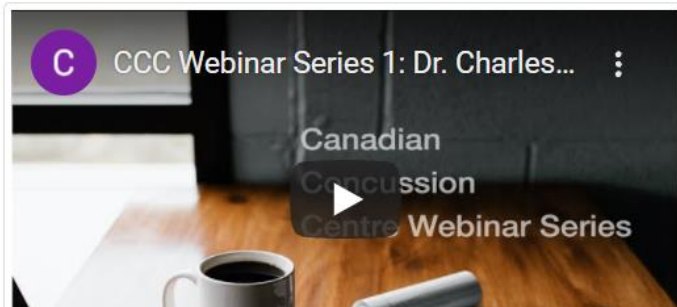 C
CCC Webinar Series 1: Dr. Charles...
Canadian
Concussion
Centre Webinar Series